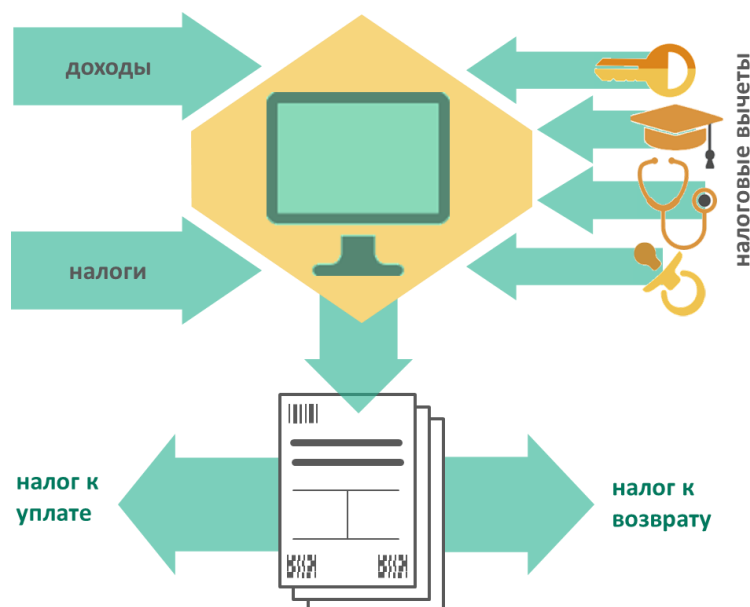 доходы
налоговые вычеты
налоги
налог к
уплате
налог к
возврату